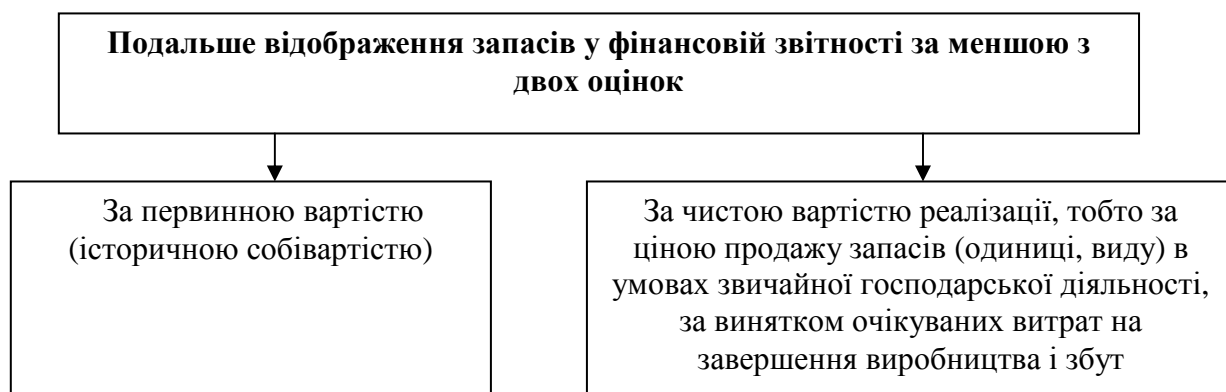 Подальше відображення запасів у фінансовій звітності за меншою з
двох оцінок
За первинною вартістю
(історичною собівартістю)
За чистою вартістю реалізації, тобто за
ціною продажу запасів (одиниці, виду) в
умовах звичайної господарської діяльності,
за винятком очікуваних витрат на
завершення виробництва і збут